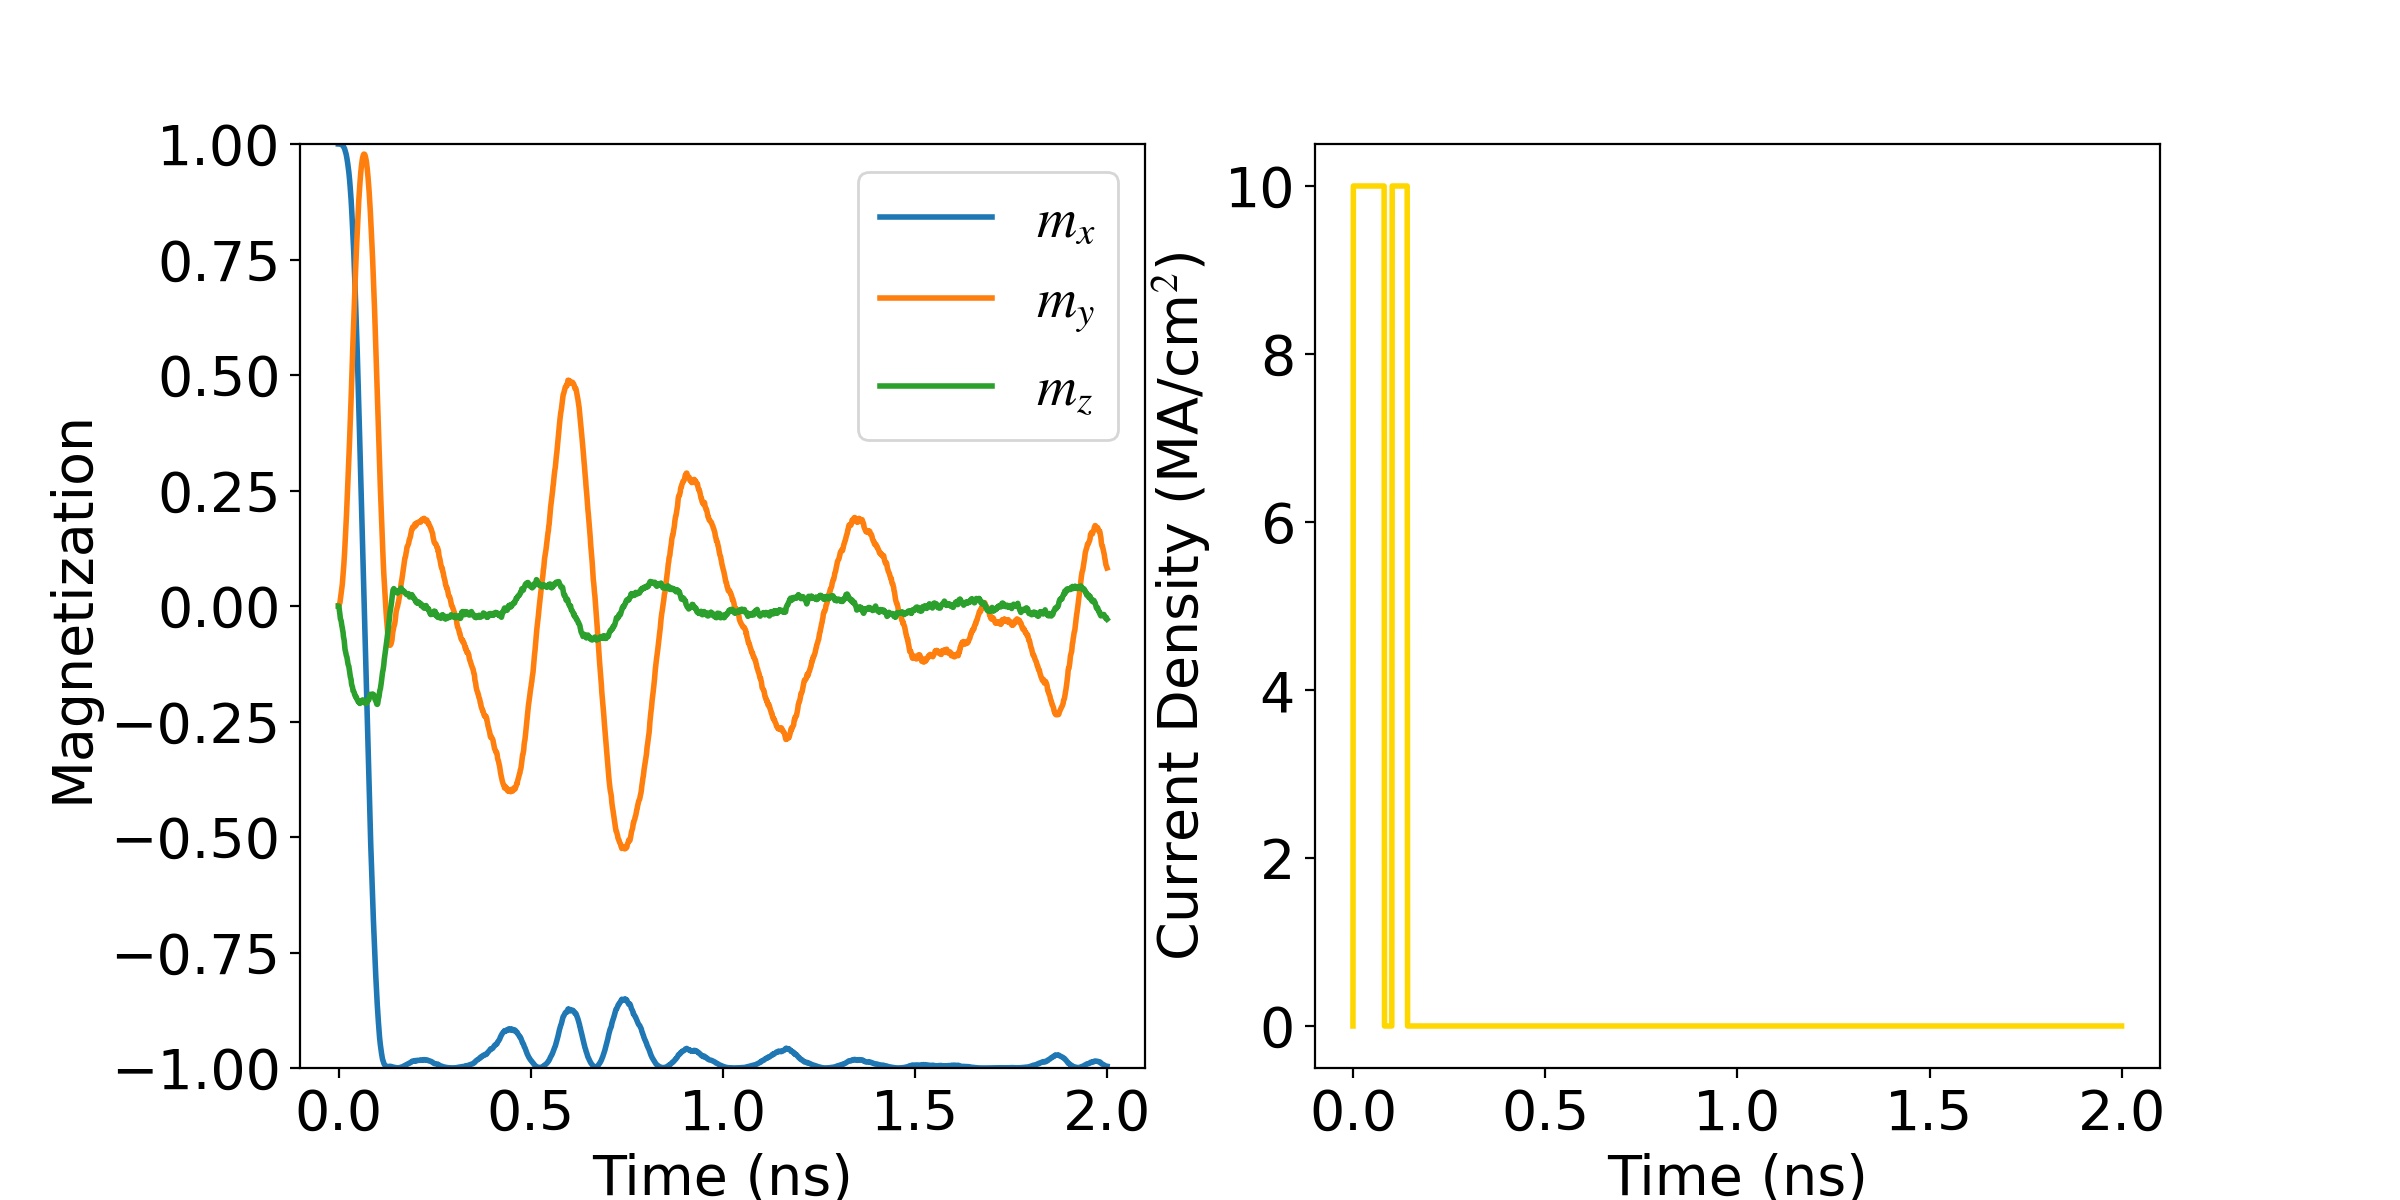 Magnetization
1.00
0.75
0.50
0.25
0.00
−0.25
−0.50
−0.75
−1.00
0.0 0.5 1.0 1.5 2.0
Time (ns)
m_x
m_y
m_z
Current Density (MA/cm²)
10
8
6
4
2
0
0.0 0.5 1.0 1.5 2.0
Time (ns)